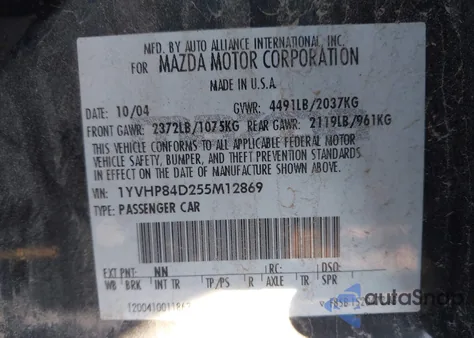 MFD. BY AUTO ALLIANCE INTERNATIONAL, INC.
FOR MAZDA MOTOR CORPORATION
MADE IN U.S.A.
DATE: 10/04 GVWR: 4491LB/2037KG
FRONT GAWR: 2372LB/1075KG REAR GAWR: 2119LB/961KG
THIS VEHICLE CONFORMS TO ALL APPLICABLE FEDERAL MOTOR
VEHICLE SAFETY, BUMPER, AND THEFT PREVENTION STANDARDS
IN EFFECT ON THE DATE OF MANUFACTURE SHOWN ABOVE.
VIN: 1YVHP84D255M12869
TYPE: PASSENGER CAR
EXT PNT: NN RC: DSO:
WB BRK INT TR TP/PS R AXLE TR SPR
autoSnap